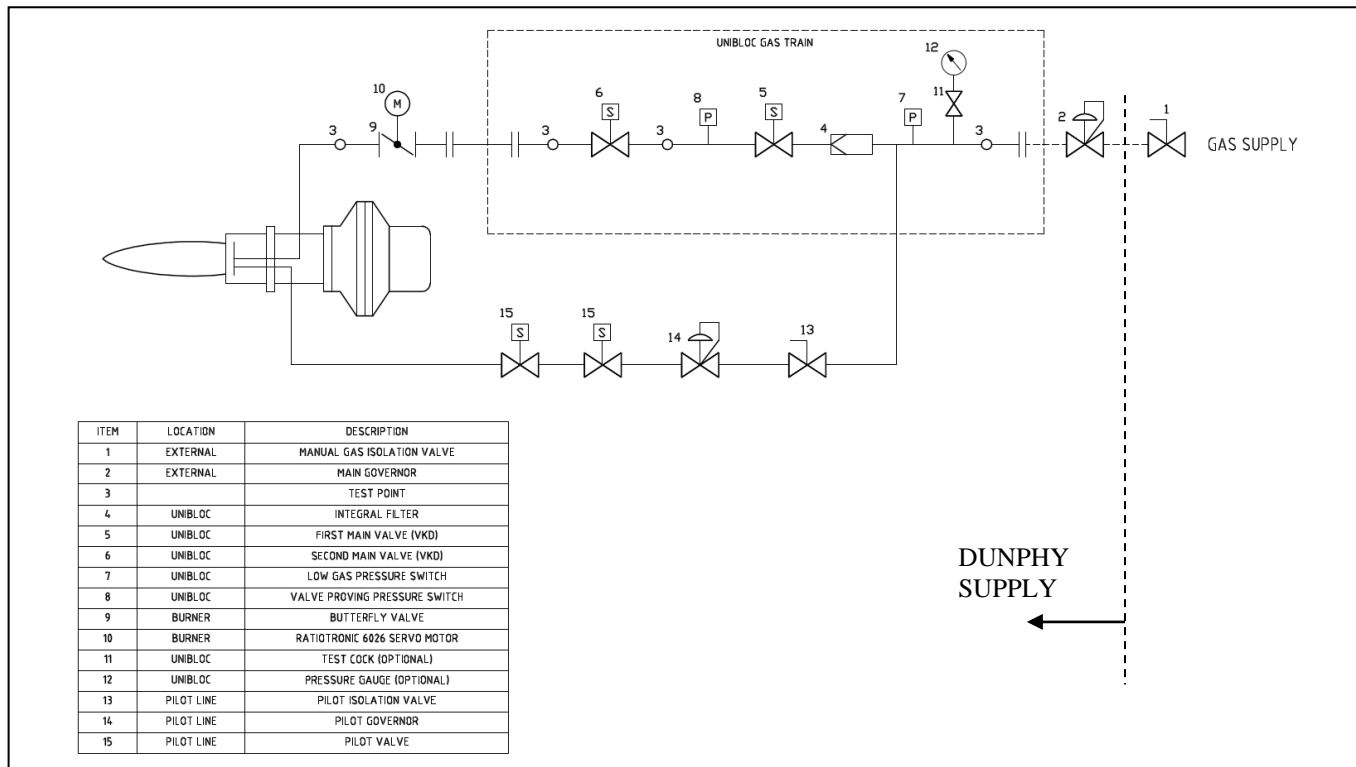 UNIBLOC GAS TRAIN
12
10
6
8
5
7
11
2
1
3
9
3
3
4
3
M
S
P
S
P
GAS SUPPLY
15
15
14
13
S
S
ITEM LOCATION DESCRIPTION
1 EXTERNAL MANUAL GAS ISOLATION VALVE
2 EXTERNAL MAIN GOVERNOR
3 TEST POINT
4 UNIBLOC INTEGRAL FILTER
5 UNIBLOC FIRST MAIN VALVE (VKD)
6 UNIBLOC SECOND MAIN VALVE (VKD)
7 UNIBLOC LOW GAS PRESSURE SWITCH
8 UNIBLOC VALVE PROVING PRESSURE SWITCH
9 BURNER BUTTERFLY VALVE
10 BURNER RATIOTRONIC 6026 SERVO MOTOR
11 UNIBLOC TEST COCK (OPTIONAL)
12 UNIBLOC PRESSURE GAUGE (OPTIONAL)
13 PILOT LINE PILOT ISOLATION VALVE
14 PILOT LINE PILOT GOVERNOR
15 PILOT LINE PILOT VALVE
DUNPHY
SUPPLY